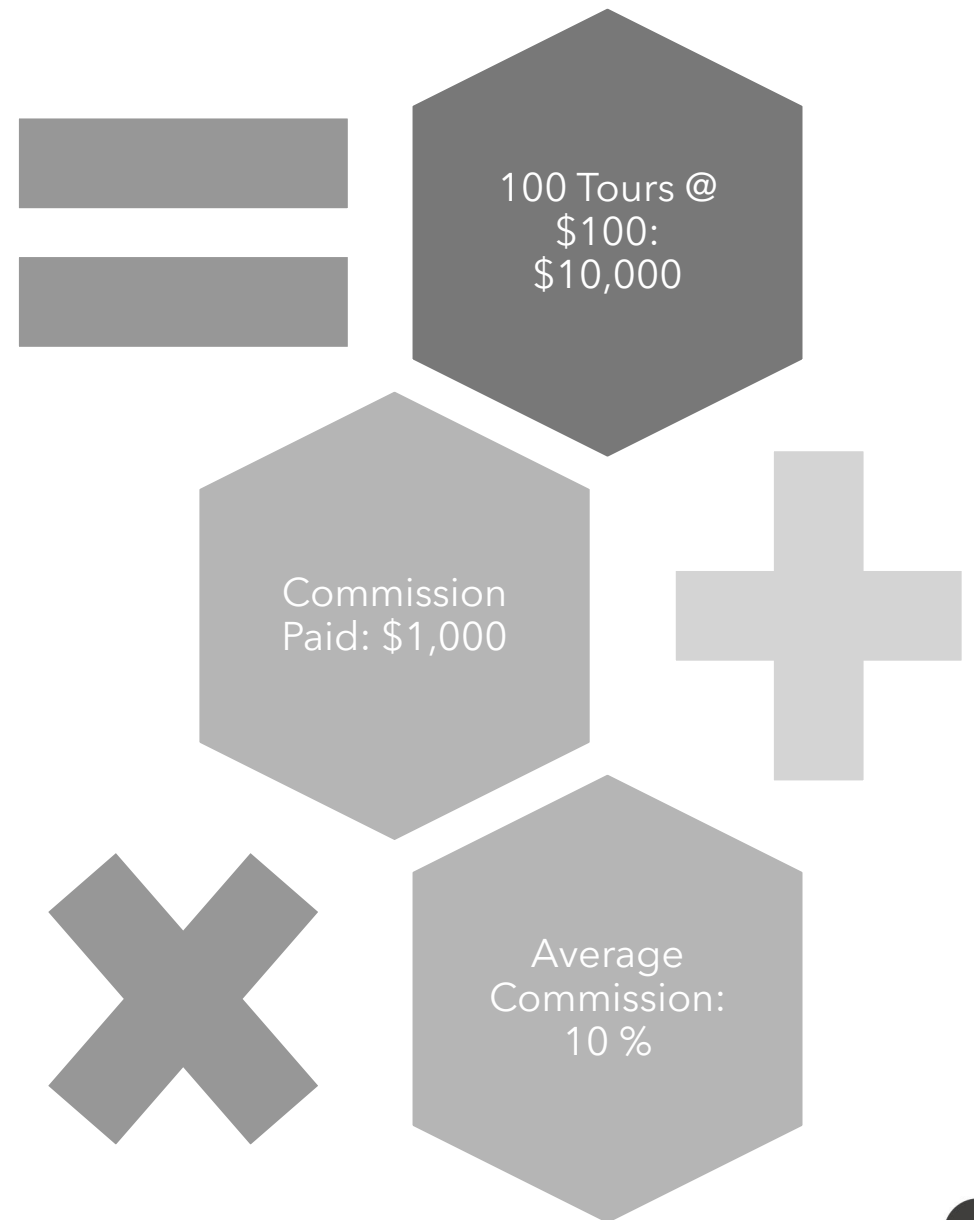 100 Tours @
$100:
$10,000
Commission
Paid: $1,000
Average
Commission:
10 %